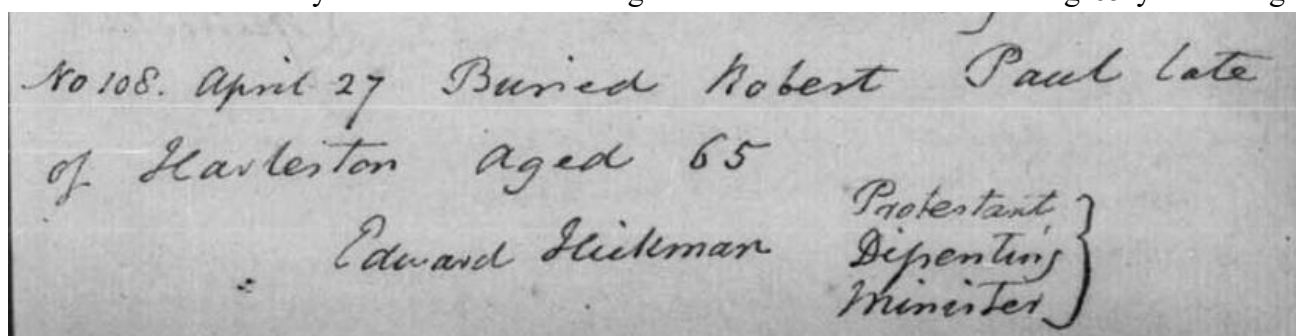 No 108. April 27 Buried Robert Paul late
of Harleston aged 65
Edward Hickman Protestant
Dissenting
Minister